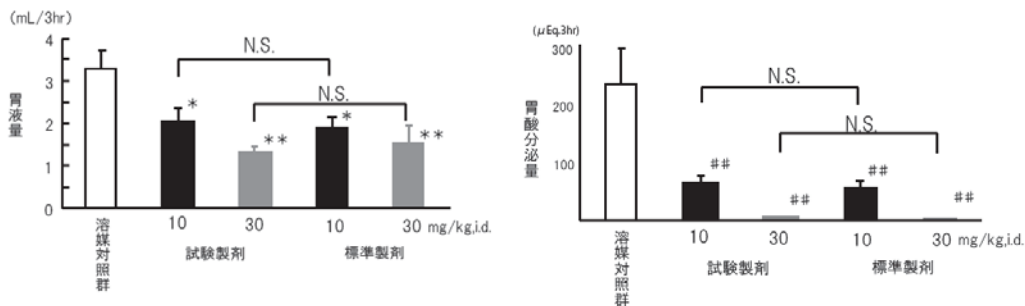 (mL/3hr)
4
3
2
1
0
胃液量
N.S.
N.S.
*
**
*
**
10
30
10
30
mg/kg,i.d.
溶媒対照群
試験製剤
標準製剤
(μEq.3hr)
300
200
100
胃酸分泌量
N.S.
N.S.
##
##
##
##
10
30
10
30
mg/kg,i.d.
溶媒対照群
試験製剤
標準製剤